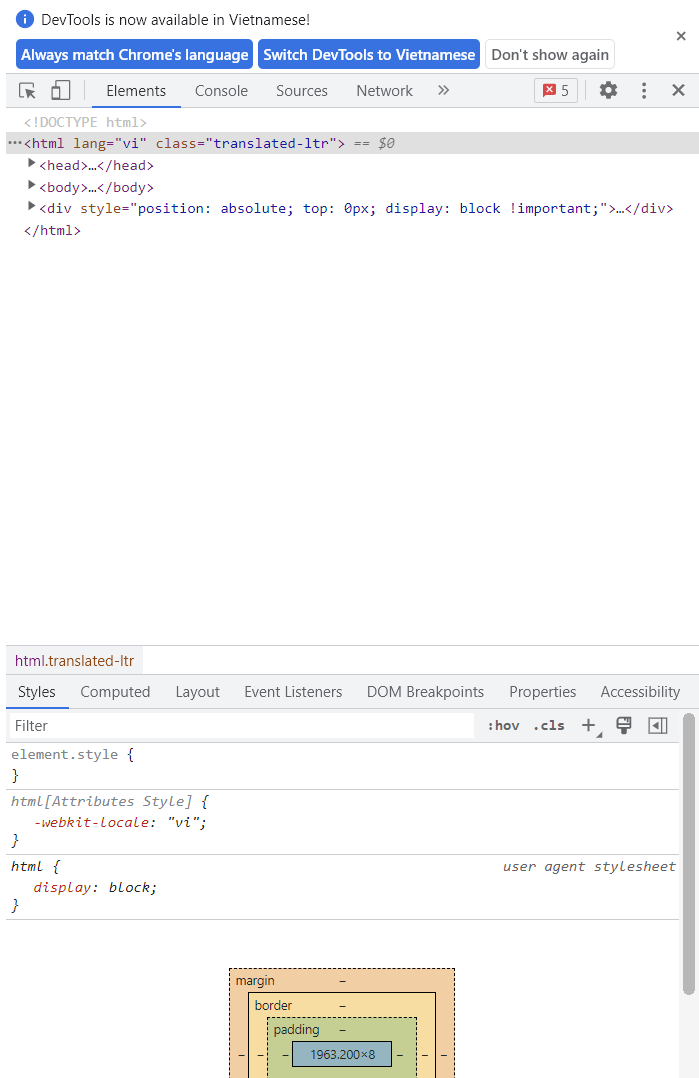 DevTools is now available in Vietnamese!
Always match Chrome's language Switch DevTools to Vietnamese Don't show again
Elements Console Sources Network 5
<!DOCTYPE html>
<html lang="vi" class="translated-ltr"> == $0
<head>…</head>
<body>…</body>
<div style="position: absolute; top: 0px; display: block !important;">…</div>
</html>
html.translated-ltr
Styles Computed Layout Event Listeners DOM Breakpoints Properties Accessibility
Filter :hov .cls
element.style {
}
html[Attributes Style] {
-webkit-locale: "vi";
}
html { user agent stylesheet
display: block;
}
margin –
border –
padding –
– – – 1963.200×8 – – –